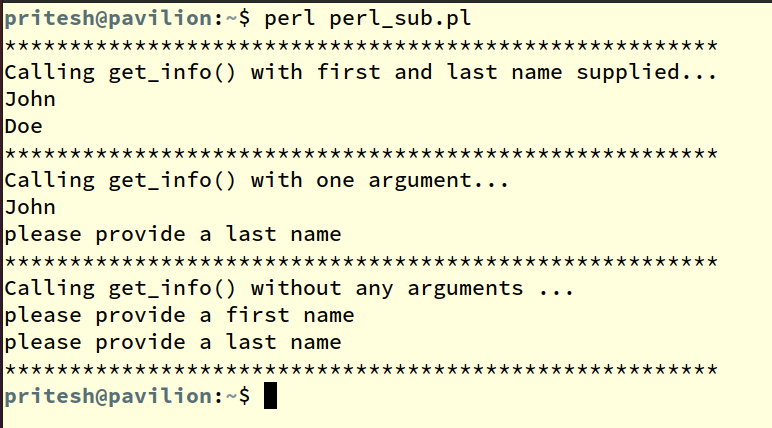 pritesh@pavilion:~$ perl perl_sub.pl
*******************************************************
Calling get_info() with first and last name supplied...
John
Doe
*******************************************************
Calling get_info() with one argument...
John
please provide a last name
*******************************************************
Calling get_info() without any arguments ...
please provide a first name
please provide a last name
*******************************************************
pritesh@pavilion:~$